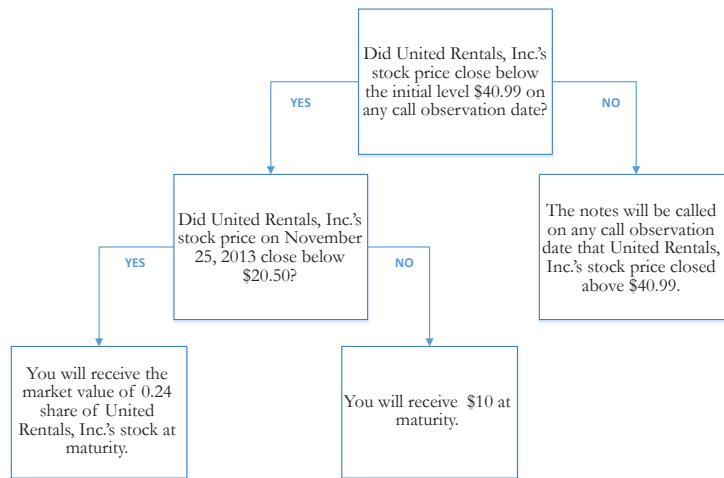 Did United Rentals, Inc.'s
stock price close below
the initial level $40.99 on
any call observation date?
YES
NO
Did United Rentals, Inc.'s
stock price on November
25, 2013 close below
$20.50?
The notes will be called
on any call observation
date that United Rentals,
Inc.'s stock price closed
above $40.99.
YES
NO
You will receive the
market value of 0.24
share of United
Rentals, Inc.'s stock at
maturity.
You will receive $10 at
maturity.